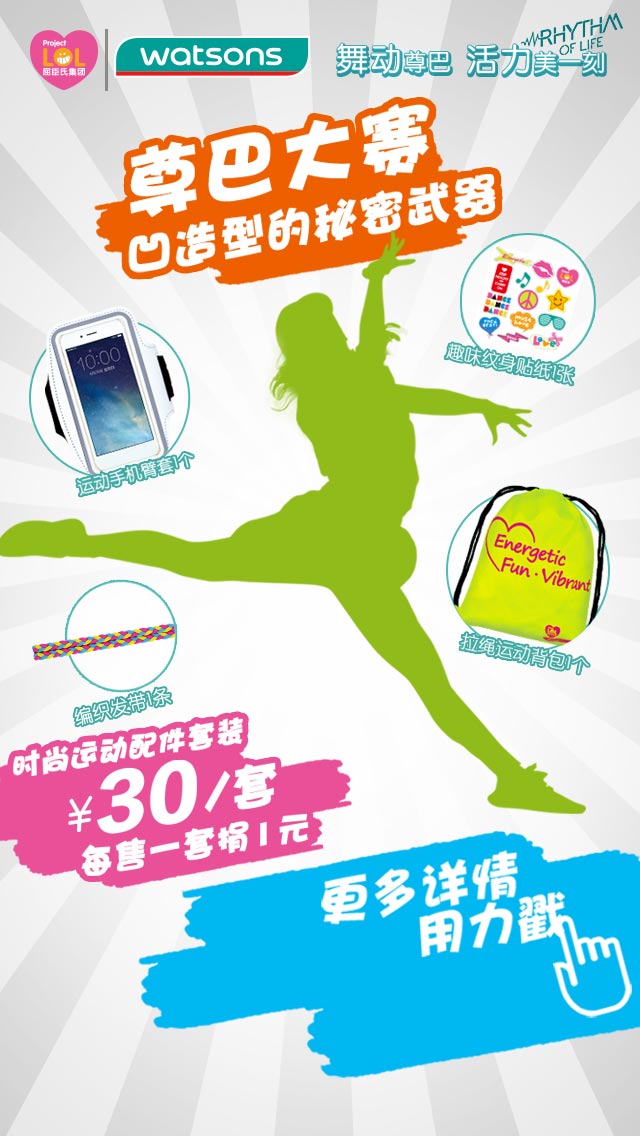 Project
LOL
屈臣氏集团
watsons
舞动尊巴 活力美一刻
RHYTHM
OF LIFE
尊巴大赛
凹造型的秘密武器
10:00
Energetic
DANCE
DANCE
DANCE
趣味纹身贴纸1张
运动手机臂套1个
Energetic
Fun·Vibrant
拉绳运动背包1个
编织发带1条
时尚运动配件套装
¥30/套
每售一套捐1元
更多详情
用力戳